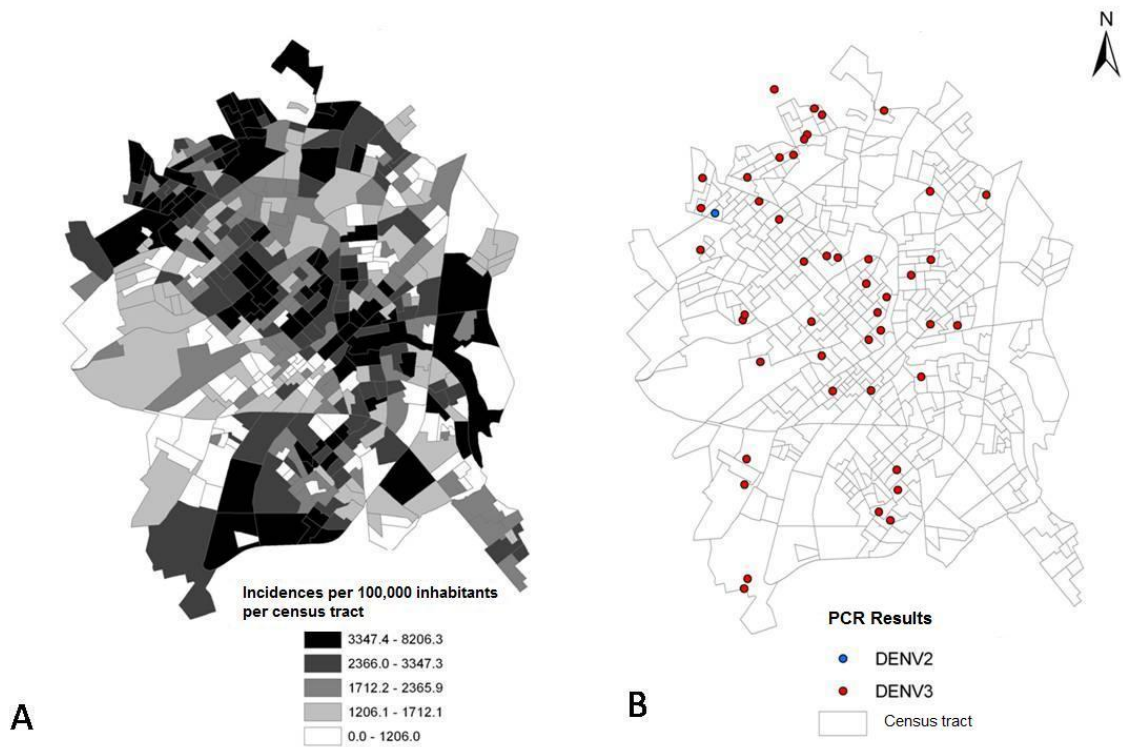 N
Incidences per 100,000 inhabitants
per census tract
3347.4 - 8206.3
2366.0 - 3347.3
1712.2 - 2365.9
1206.1 - 1712.1
0.0 - 1206.0
A
PCR Results
DENV2
DENV3
Census tract
B